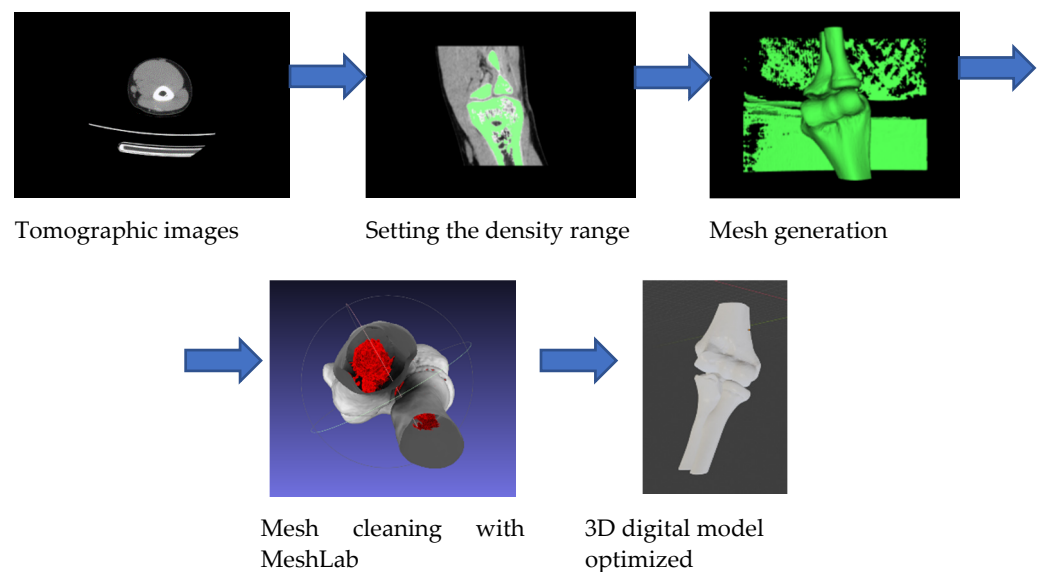 Tomographic images
Setting the density range
Mesh generation
Mesh cleaning with
MeshLab
3D digital model
optimized